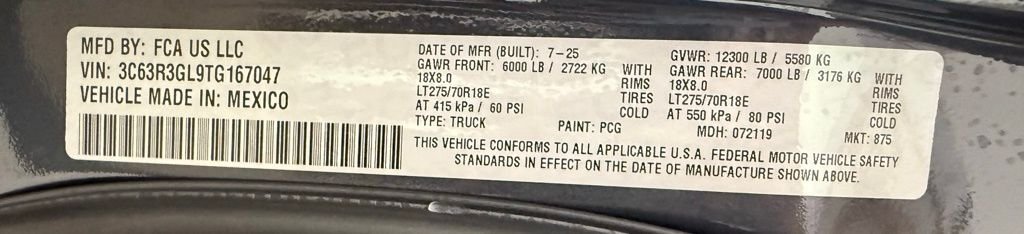 MFD BY: FCA US LLC
VIN: 3C63R3GL9TG167047
VEHICLE MADE IN: MEXICO
DATE OF MFR (BUILT): 7-25
GAWR FRONT: 6000 LB / 2722 KG WITH
18X8.0 RIMS
LT275/70R18E TIRES
AT 415 kPa / 60 PSI COLD
TYPE: TRUCK PAINT: PCG
GVWR: 12300 LB / 5580 KG
GAWR REAR: 7000 LB / 3176 KG WITH
18X8.0 RIMS
LT275/70R18E TIRES
AT 550 kPa / 80 PSI COLD
MDH: 072119 MKT: 875
THIS VEHICLE CONFORMS TO ALL APPLICABLE U.S.A. FEDERAL MOTOR VEHICLE SAFETY
STANDARDS IN EFFECT ON THE DATE OF MANUFACTURE SHOWN ABOVE.